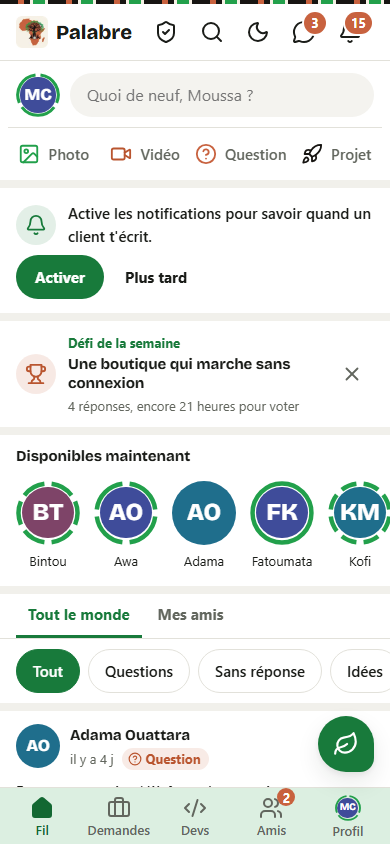 Palabre
3
15
MC
Quoi de neuf, Moussa ?
Photo
Vidéo
Question
Projet
Active les notifications pour savoir quand un
client t'écrit.
Activer
Plus tard
Défi de la semaine
Une boutique qui marche sans
connexion
4 réponses, encore 21 heures pour voter
Disponibles maintenant
BT
AO
AO
FK
KM
Bintou
Awa
Adama
Fatoumata
Kofi
Tout le monde
Mes amis
Tout
Questions
Sans réponse
Idées
AO
Adama Ouattara
il y a 4 j
Question
2
MC
Fil
Demandes
Devs
Amis
Profil